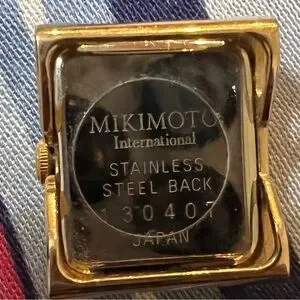 MIKIMOTO
International
STAINLESS
STEEL BACK
130407
JAPAN